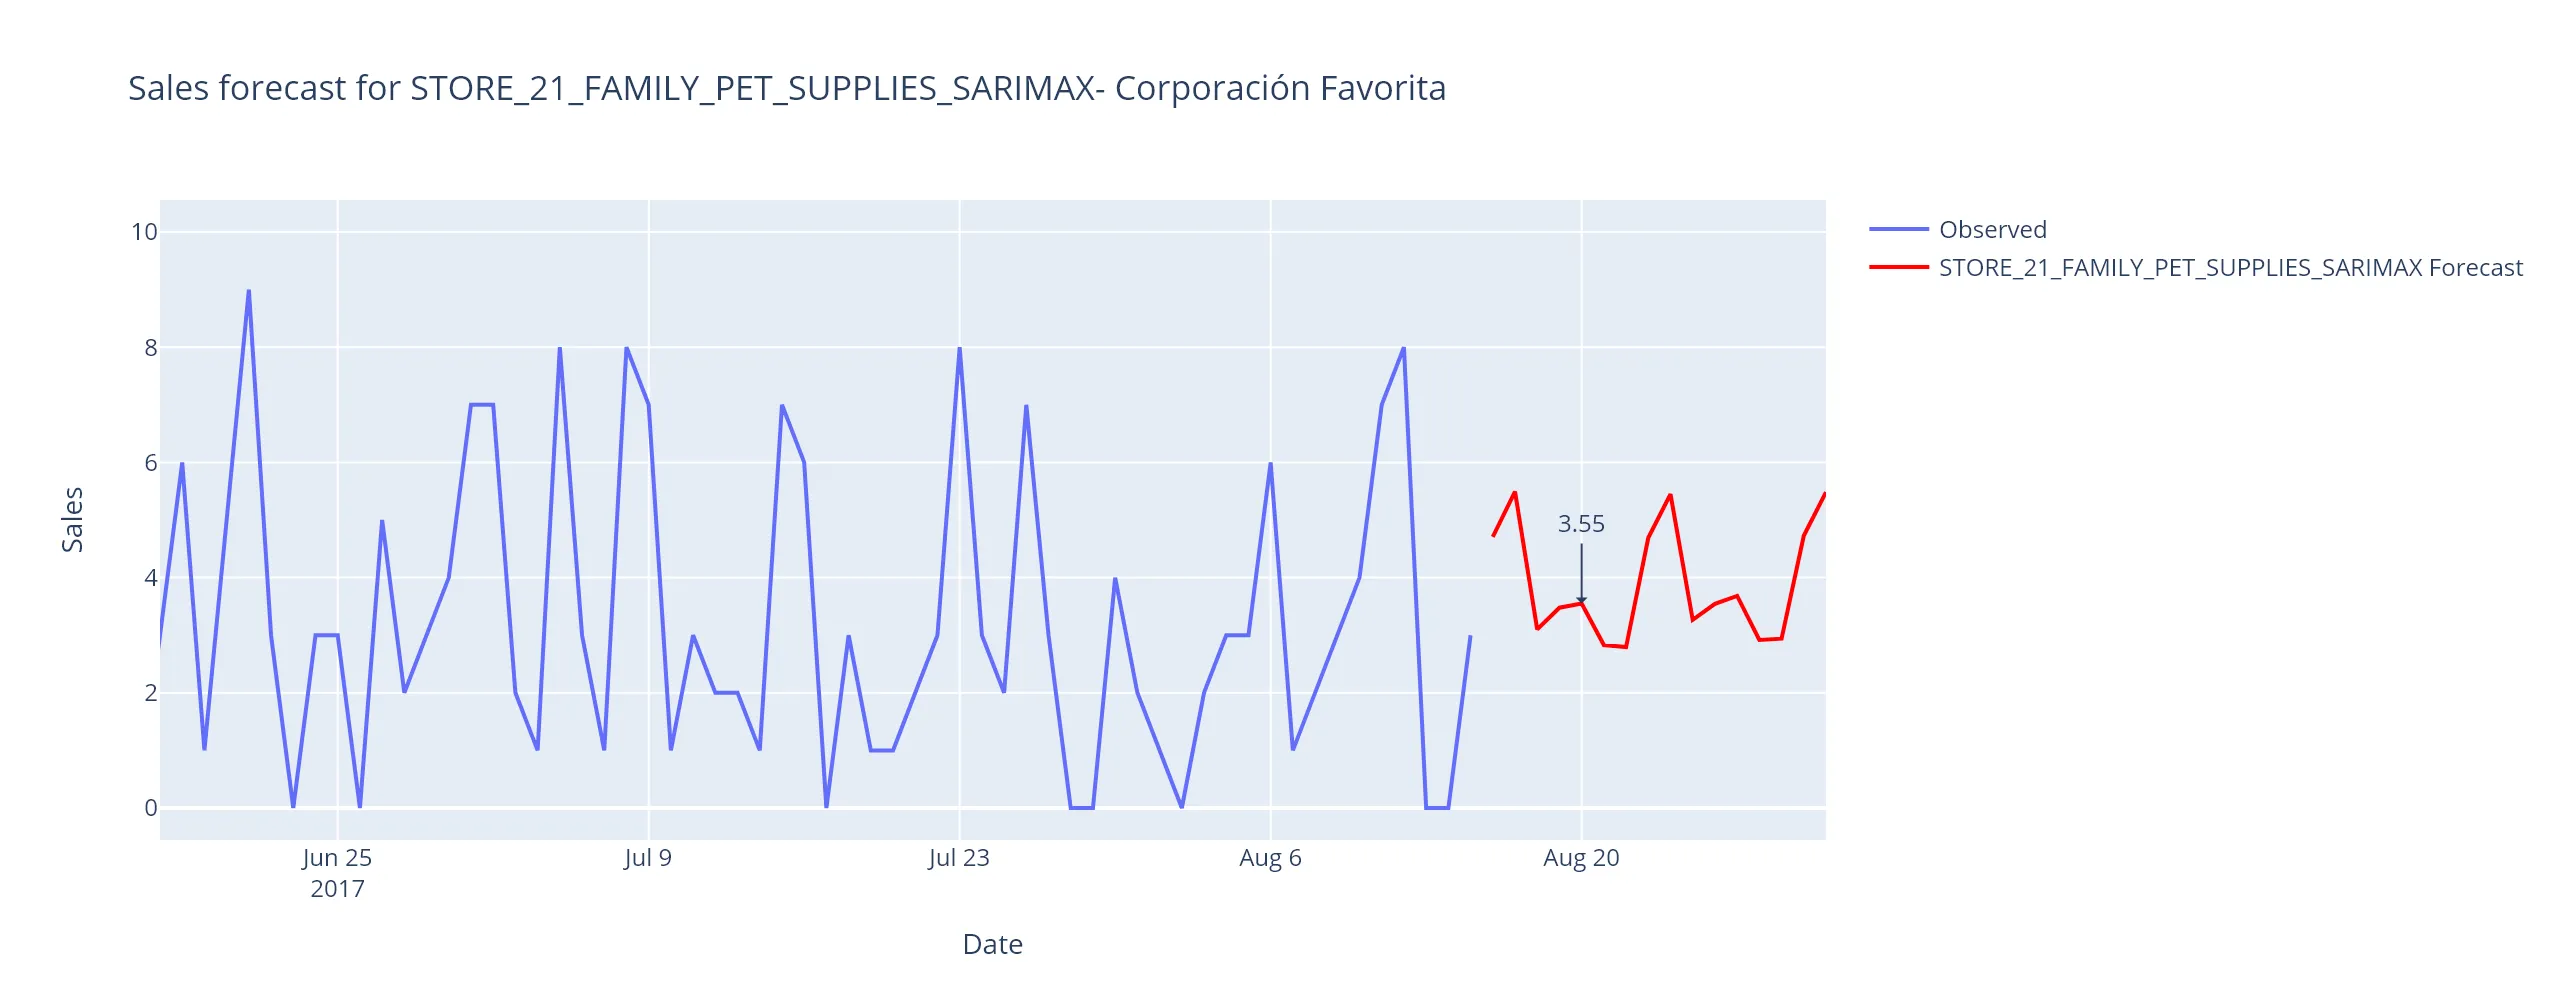 Sales forecast for STORE_21_FAMILY_PET_SUPPLIES_SARIMAX- Corporación Favorita
Observed
STORE_21_FAMILY_PET_SUPPLIES_SARIMAX Forecast
10
8
6
4
2
0
Sales
3.55
Jun 25
2017
Jul 9
Jul 23
Aug 6
Aug 20
Date